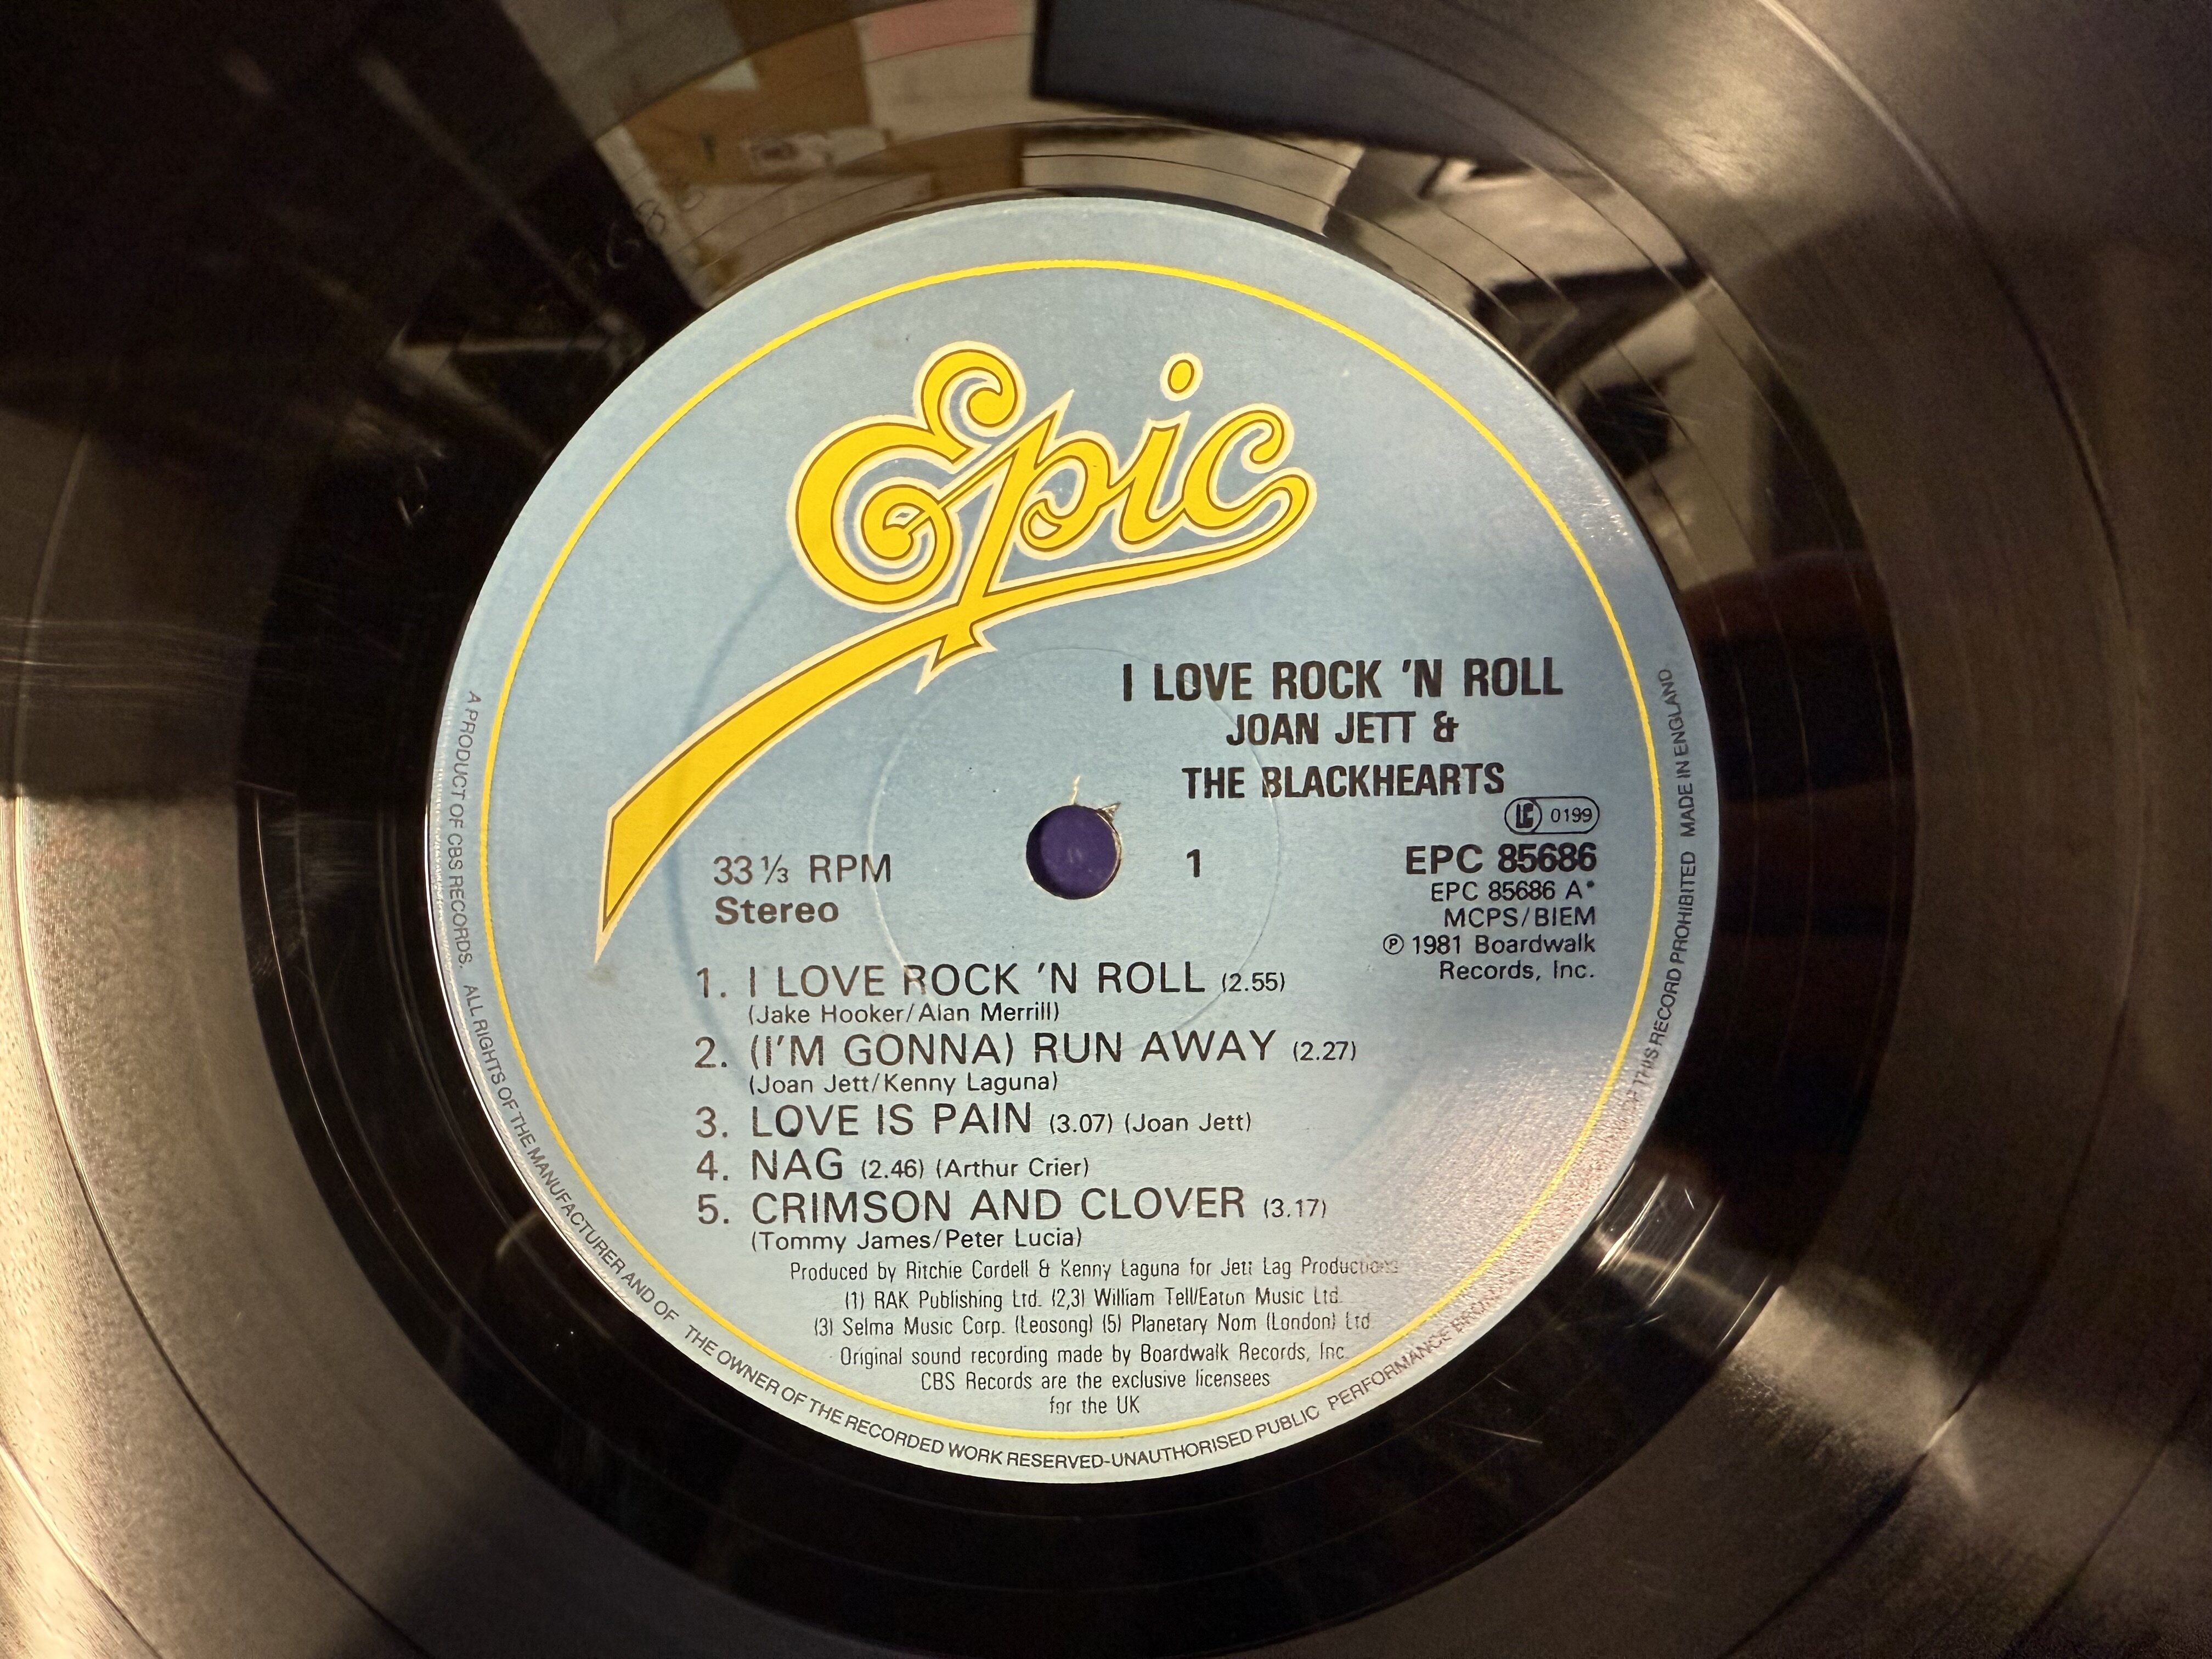 Epic
I LOVE ROCK 'N ROLL
JOAN JETT &
THE BLACKHEARTS
LC 0199
33⅓ RPM
Stereo
1
EPC 85686
EPC 85686 A*
MCPS/BIEM
℗ 1981 Boardwalk
Records, Inc.
1. I LOVE ROCK 'N ROLL (2.55)
(Jake Hooker/Alan Merrill)
2. (I'M GONNA) RUN AWAY (2.27)
(Joan Jett/Kenny Laguna)
3. LOVE IS PAIN (3.07) (Joan Jett)
4. NAG (2.46) (Arthur Crier)
5. CRIMSON AND CLOVER (3.17)
(Tommy James/Peter Lucia)
Produced by Ritchie Cordell & Kenny Laguna for Jett Lag Productions
(1) RAK Publishing Ltd. (2,3) William Tell/Eaton Music Ltd.
(3) Selma Music Corp. (Leosong) (5) Planetary Nom (London) Ltd
Original sound recording made by Boardwalk Records, Inc.
CBS Records are the exclusive licensees
for the UK
A PRODUCT OF CBS RECORDS. ALL RIGHTS OF THE MANUFACTURER AND OF THE OWNER OF THE RECORDED WORK RESERVED-UNAUTHORISED PUBLIC PERFORMANCE OF THIS RECORD PROHIBITED MADE IN ENGLAND